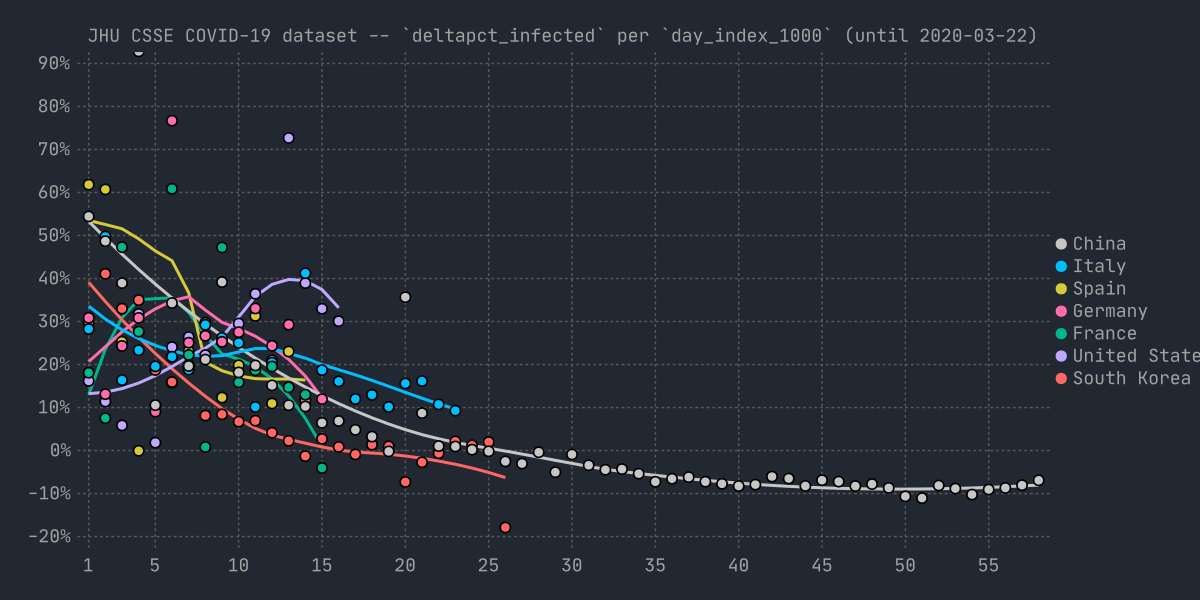 JHU CSSE COVID-19 dataset -- `deltapct_infected` per `day_index_1000` (until 2020-03-22)
90%
80%
70%
60%
50%
40%
30%
20%
10%
0%
-10%
-20%
1 5 10 15 20 25 30 35 40 45 50 55
China
Italy
Spain
Germany
France
United State
South Korea